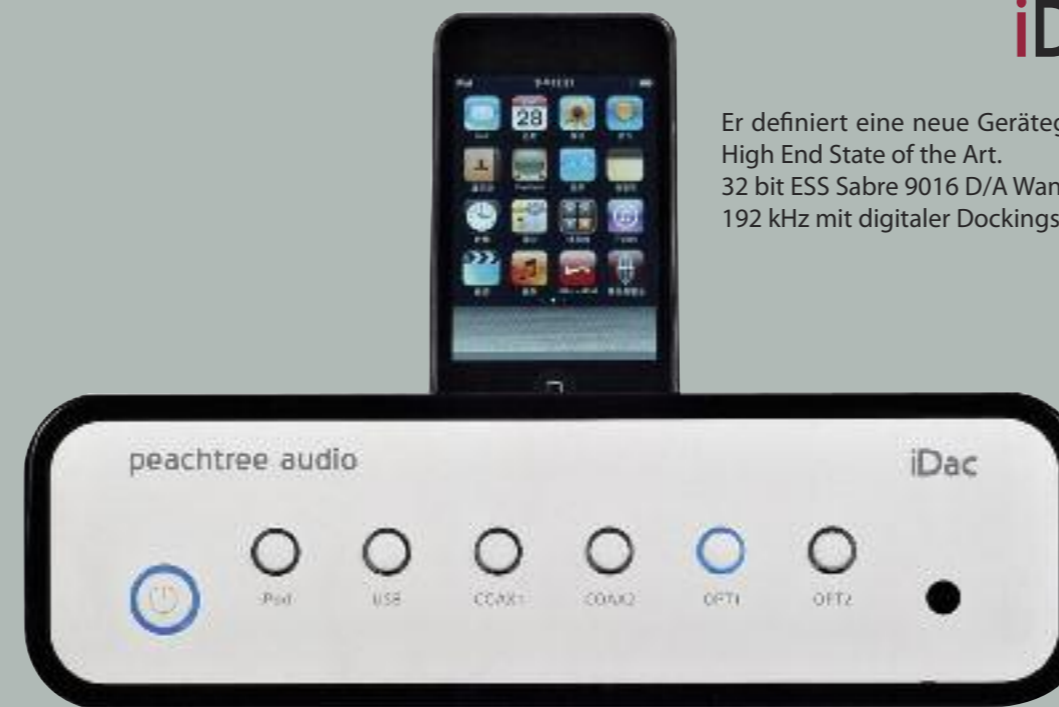 iD
Er definiert eine neue Geräteg
High End State of the Art.
32 bit ESS Sabre 9016 D/A Wan
192 kHz mit digitaler Dockings
28
peachtree audio
iDac
iPod USB COAX1 COAX2 OPT1 OPT2